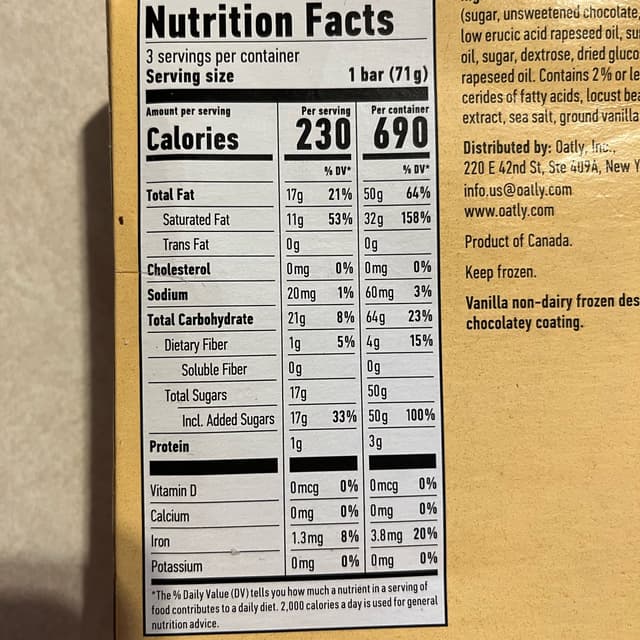 Nutrition Facts
3 servings per container
Serving size 1 bar (71g)
Amount per serving Per serving Per container
Calories 230 690
% DV* % DV*
Total Fat 17g 21% 50g 64%
Saturated Fat 11g 53% 32g 158%
Trans Fat 0g 0g
Cholesterol 0mg 0% 0mg 0%
Sodium 20mg 1% 60mg 3%
Total Carbohydrate 21g 8% 64g 23%
Dietary Fiber 1g 5% 4g 15%
Soluble Fiber 0g 0g
Total Sugars 17g 50g
Incl. Added Sugars 17g 33% 50g 100%
Protein 1g 3g
Vitamin D 0mcg 0% 0mcg 0%
Calcium 0mg 0% 0mg 0%
Iron 1.3mg 8% 3.8mg 20%
Potassium 0mg 0% 0mg 0%
*The % Daily Value (DV) tells you how much a nutrient in a serving of
food contributes to a daily diet. 2,000 calories a day is used for general
nutrition advice.
(sugar, unsweetened chocolate,
low erucic acid rapeseed oil,
oil, sugar, dextrose, dried
rapeseed oil. Contains 2% or
cerides of fatty acids, locust
extract, sea salt, ground vanilla
Distributed by: Oatly, Inc.,
220 E 42nd St, Ste 409A, New
info.us@oatly.com
www.oatly.com
Product of Canada.
Keep frozen.
Vanilla non-dairy frozen
chocolatey coating.